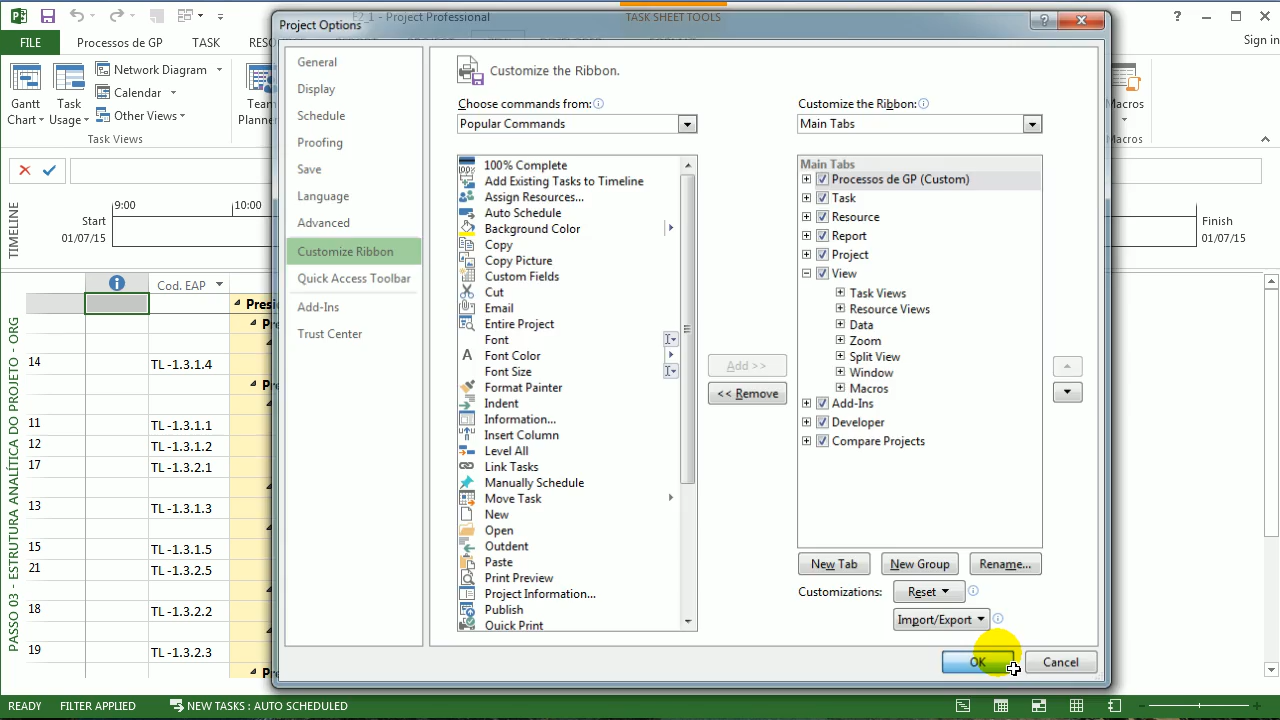 E2_1 - Project Professional
TASK SHEET TOOLS
Project Options
FILE
Processos de GP
TASK
Sign in
Gantt Chart
Task Usage
Network Diagram
Calendar
Other Views
Task Views
Macros
Macros
TIMELINE
Start
01/07/15
9:00
10:00
Finish
01/07/15
General
Display
Schedule
Proofing
Save
Language
Advanced
Customize Ribbon
Quick Access Toolbar
Add-Ins
Trust Center
Customize the Ribbon.
Choose commands from:
Popular Commands
100% Complete
Add Existing Tasks to Timeline
Assign Resources...
Auto Schedule
Background Color
Copy
Copy Picture
Custom Fields
Cut
Email
Entire Project
Font
Font Color
Font Size
Format Painter
Indent
Information...
Insert Column
Level All
Link Tasks
Manually Schedule
Move Task
New
Open
Outdent
Paste
Print Preview
Project Information...
Publish
Quick Print
Add >>
<< Remove
Customize the Ribbon:
Main Tabs
Main Tabs
Processos de GP (Custom)
Task
Resource
Report
Project
View
Task Views
Resource Views
Data
Zoom
Split View
Window
Macros
Add-Ins
Developer
Compare Projects
New Tab
New Group
Rename...
Customizations:
Reset
Import/Export
OK
Cancel
PASSO 03 - ESTRUTURA ANALÍTICA DO PROJETO - ORG
Cod. EAP
14 TL -1.3.1.4
11 TL -1.3.1.1
12 TL -1.3.1.2
17 TL -1.3.2.1
13 TL -1.3.1.3
15 TL -1.3.1.5
21 TL -1.3.2.5
18 TL -1.3.2.2
19 TL -1.3.2.3
READY
FILTER APPLIED
NEW TASKS : AUTO SCHEDULED